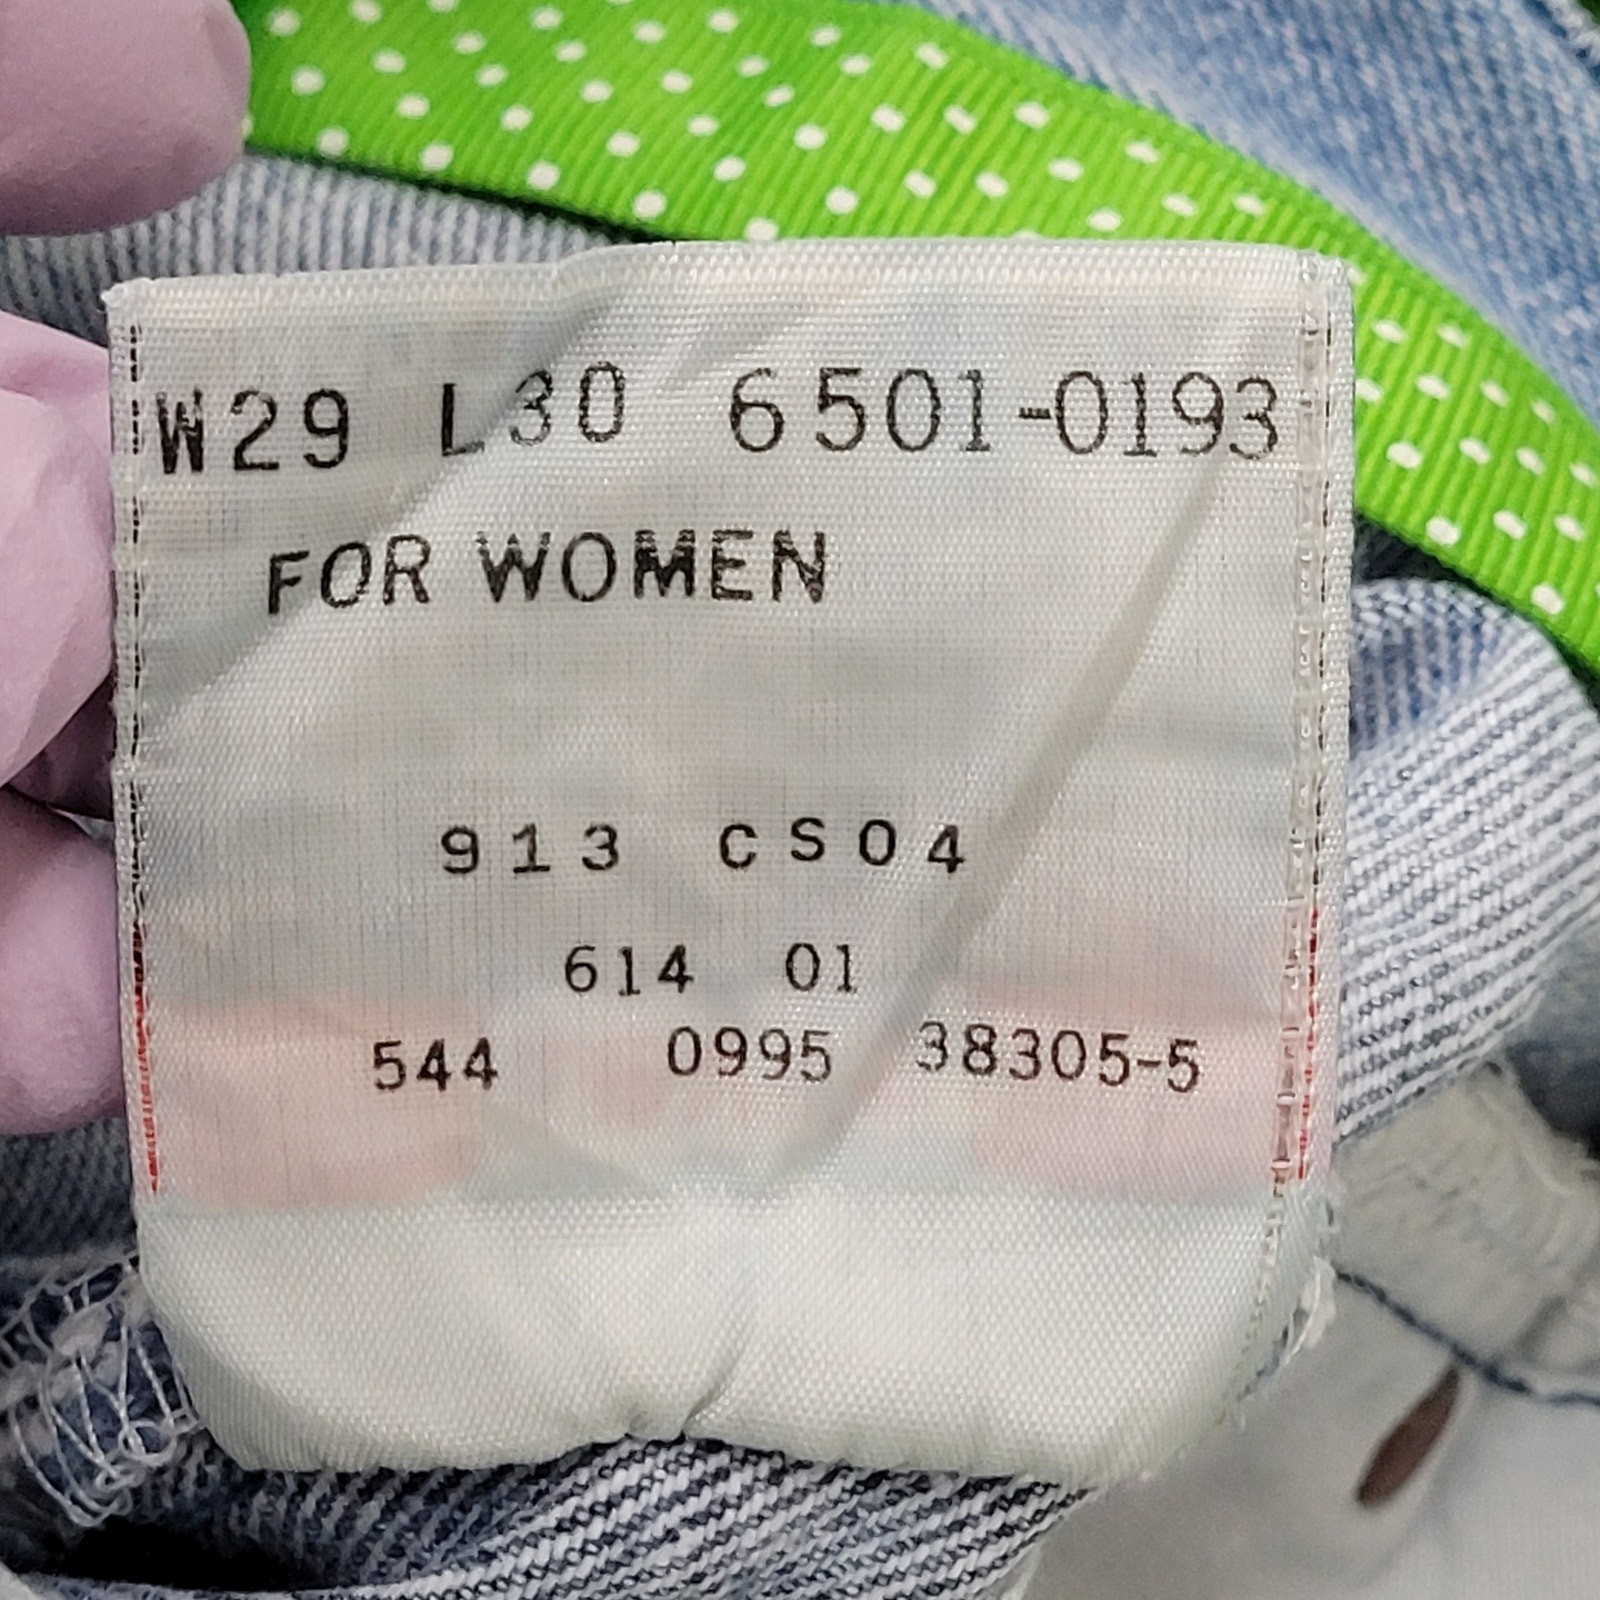 W29 L30 6501-0193
FOR WOMEN
913 CS04
614 01
544 0995 38305-5